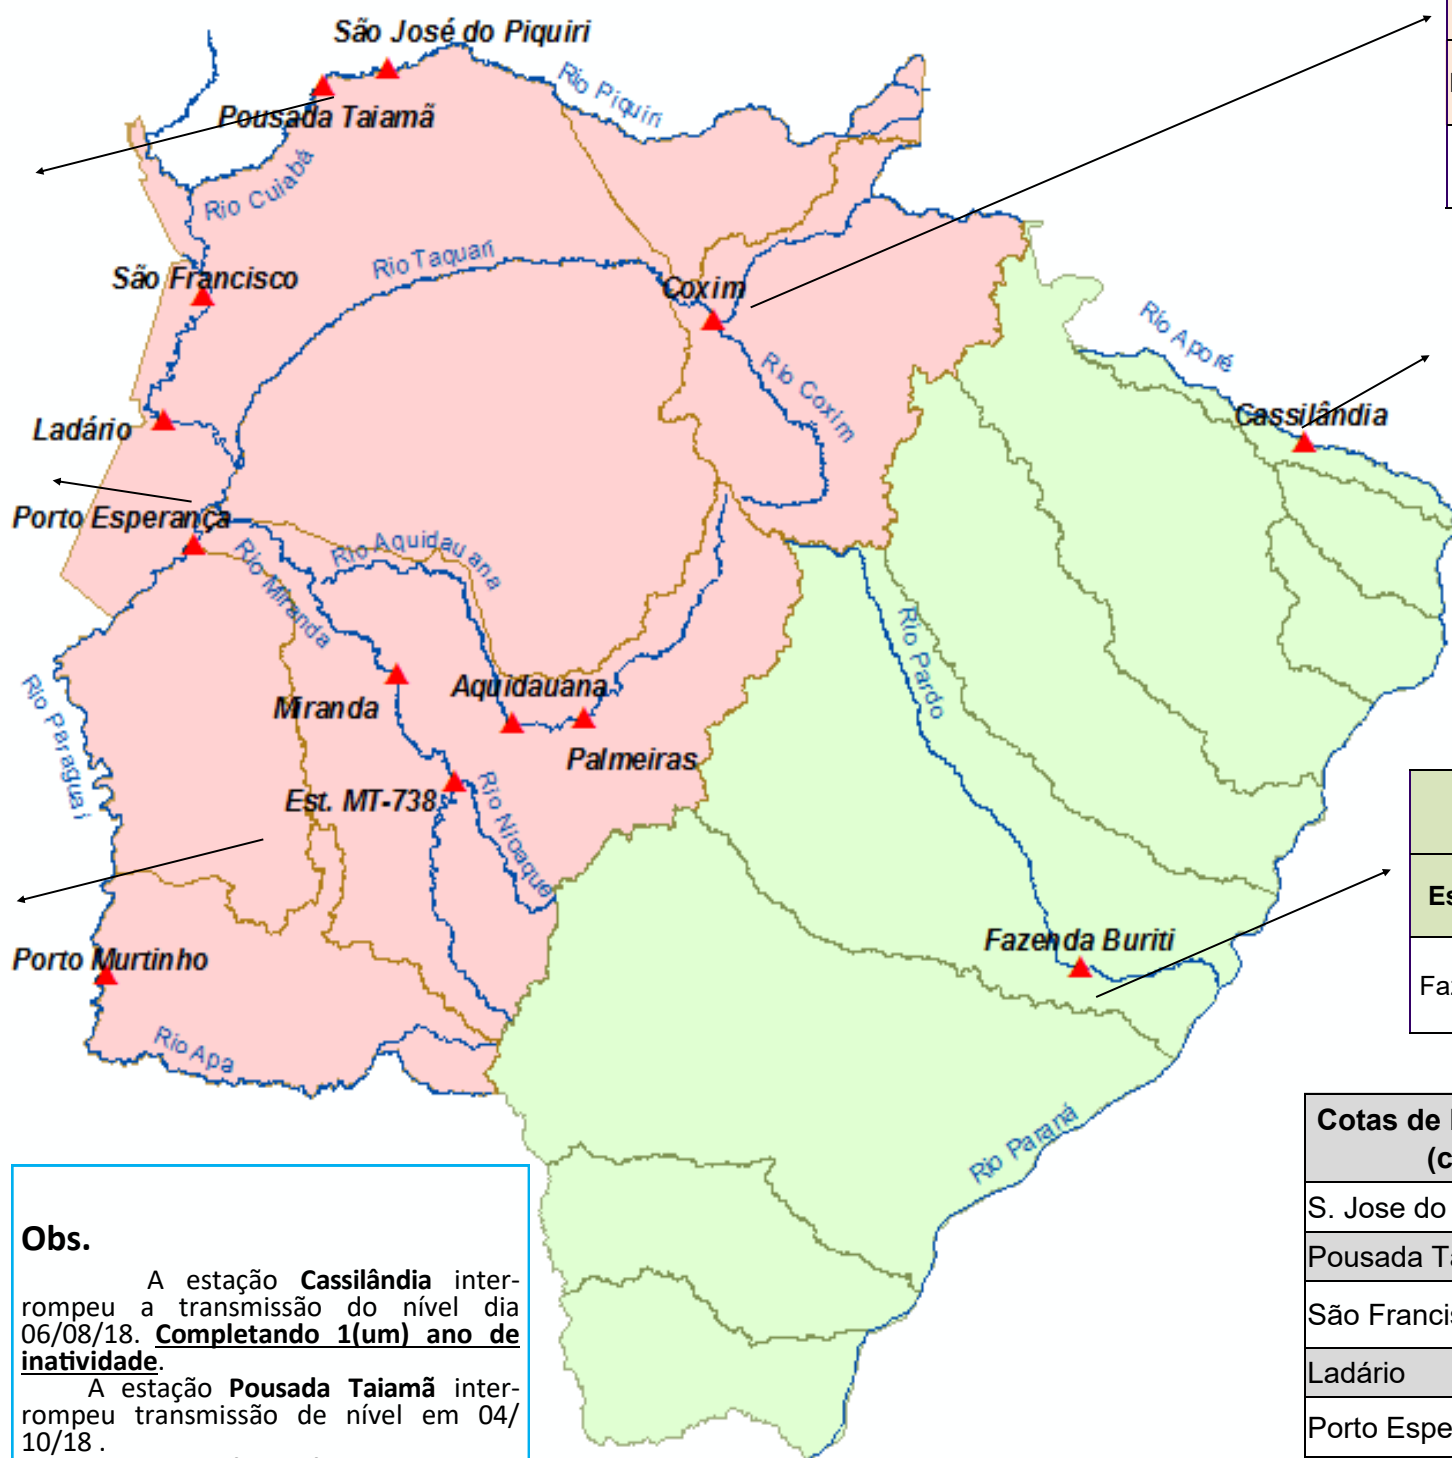 São José do Piquiri
Rio Piquiri
Pousada Taiamã
Rio Cuiabá
São Francisco
Rio Taquari
Coxim
Rio Aporé
Rio Coxim
Cassilândia
Ladário
Porto Esperança
Rio Miranda
Rio Aquidauana
Rio Pardo
Rio Paraguai
Miranda
Aquidauana
Palmeiras
Est. MT-738
Rio Nioaque
Es
Fazenda Buriti
Faz
Porto Murtinho
Rio Apa
Rio Paraná
Cotas de
(c
S. Jose do
Pousada Ta
São Francis
Ladário
Porto Espe
Obs.
A estação Cassilândia inter-
rompeu a transmissão do nível dia
06/08/18. Completando 1(um) ano de
inatividade.
A estação Pousada Taiamã inter-
rompeu transmissão de nível em 04/
10/18 .